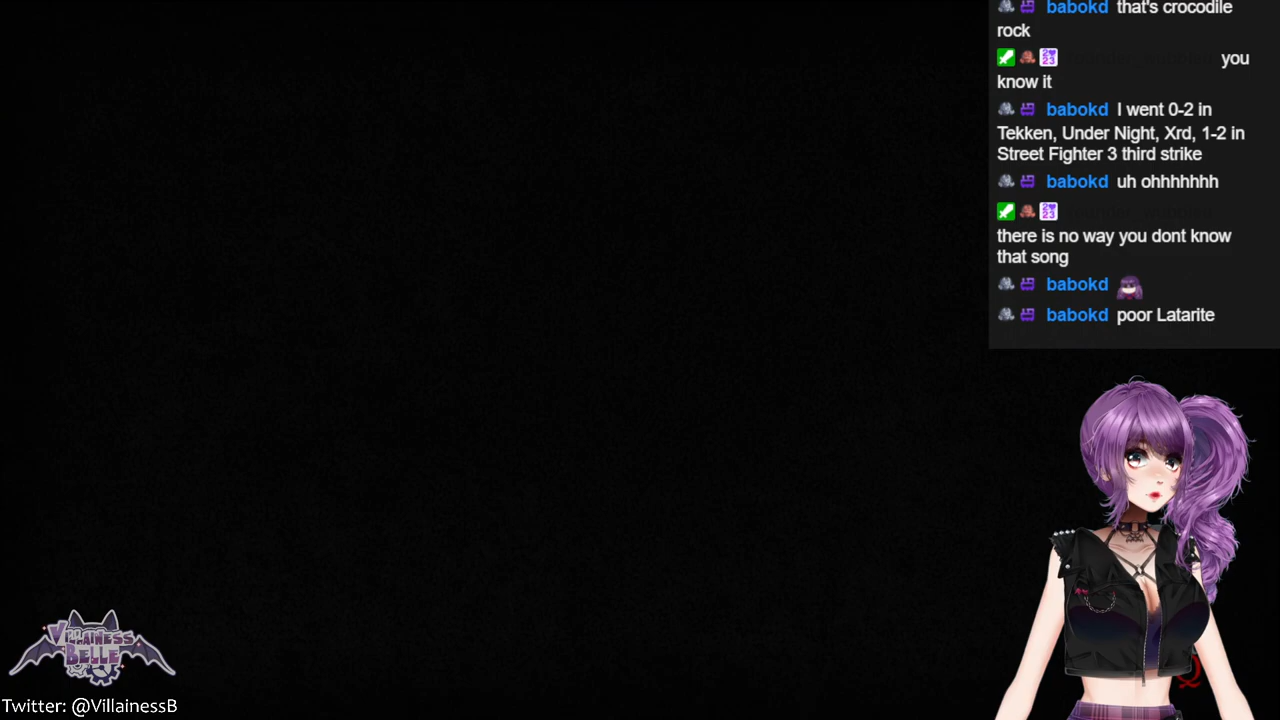 babokd that's crocodile
rock
you
know it
babokd I went 0-2 in
Tekken, Under Night, Xrd, 1-2 in
Street Fighter 3 third strike
babokd uh ohhhhhhh
there is no way you dont know
that song
babokd
babokd poor Latarite
VILLAINESS
BELLE
Twitter: @VillainessB